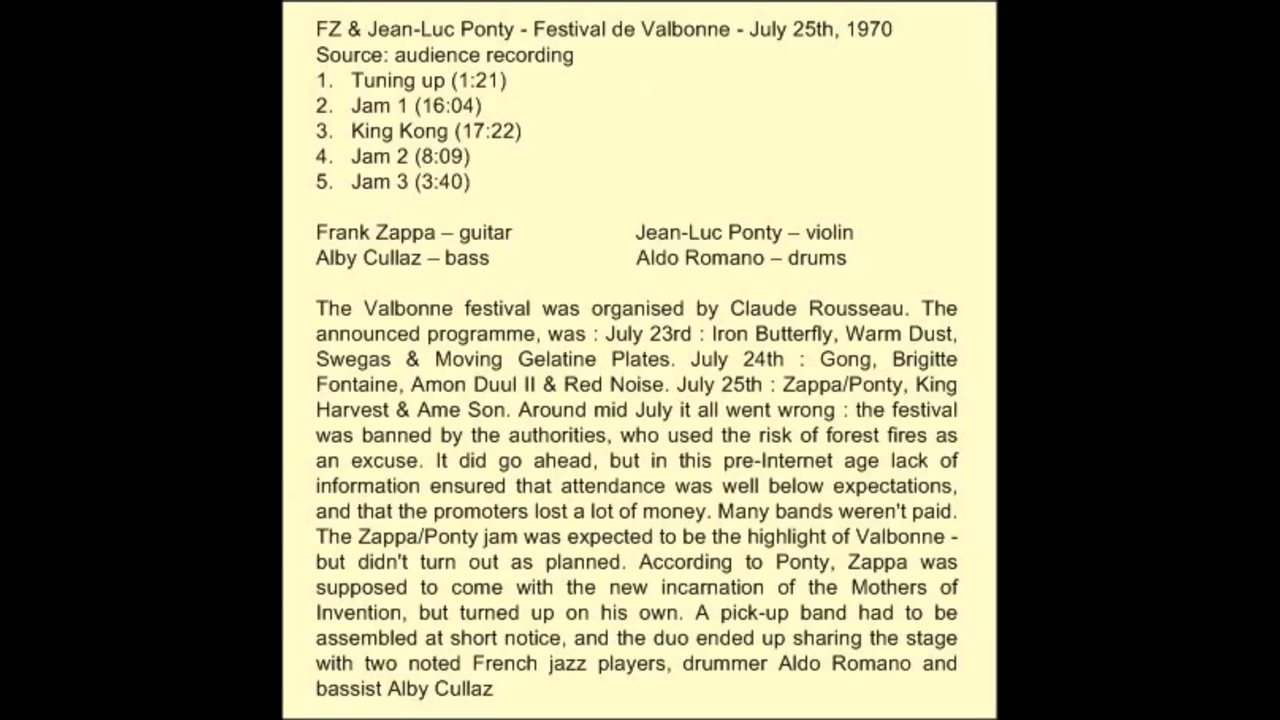 FZ & Jean-Luc Ponty - Festival de Valbonne - July 25th, 1970
Source: audience recording
1. Tuning up (1:21)
2. Jam 1 (16:04)
3. King Kong (17:22)
4. Jam 2 (8:09)
5. Jam 3 (3:40)
Frank Zappa – guitar Jean-Luc Ponty – violin
Alby Cullaz – bass Aldo Romano – drums
The Valbonne festival was organised by Claude Rousseau. The
announced programme, was : July 23rd : Iron Butterfly, Warm Dust,
Swegas & Moving Gelatine Plates. July 24th : Gong, Brigitte
Fontaine, Amon Duul II & Red Noise. July 25th : Zappa/Ponty, King
Harvest & Ame Son. Around mid July it all went wrong : the festival
was banned by the authorities, who used the risk of forest fires as
an excuse. It did go ahead, but in this pre-Internet age lack of
information ensured that attendance was well below expectations,
and that the promoters lost a lot of money. Many bands weren't paid.
The Zappa/Ponty jam was expected to be the highlight of Valbonne -
but didn't turn out as planned. According to Ponty, Zappa was
supposed to come with the new incarnation of the Mothers of
Invention, but turned up on his own. A pick-up band had to be
assembled at short notice, and the duo ended up sharing the stage
with two noted French jazz players, drummer Aldo Romano and
bassist Alby Cullaz